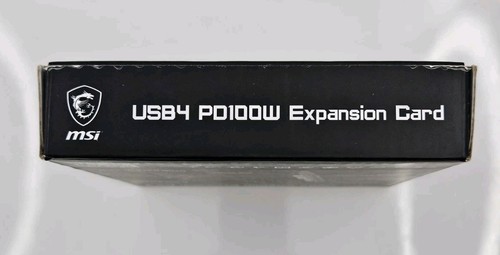 USB4 PD100W Expansion Card
msi